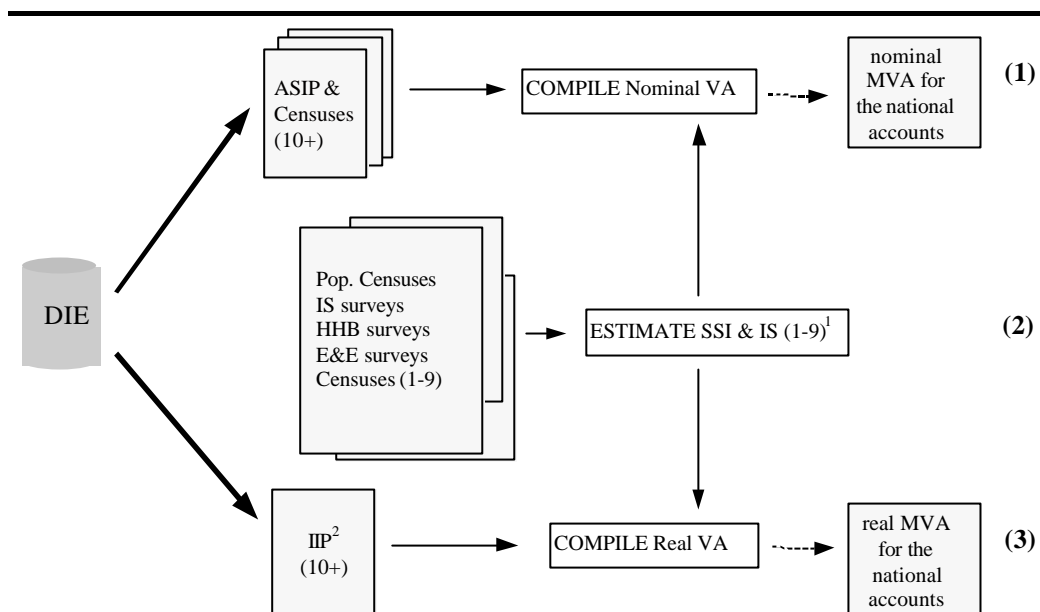 ASIP &
Censuses
(10+)
COMPILE Nominal VA
nominal
MVA for
the national
accounts
(1)
DIE
Pop. Censuses
IS surveys
HHB surveys
E&E surveys
Censuses (1-9)
ESTIMATE SSI & IS (1-9)¹
(2)
IIP²
(10+)
COMPILE Real VA
real MVA
for the
national
accounts
(3)